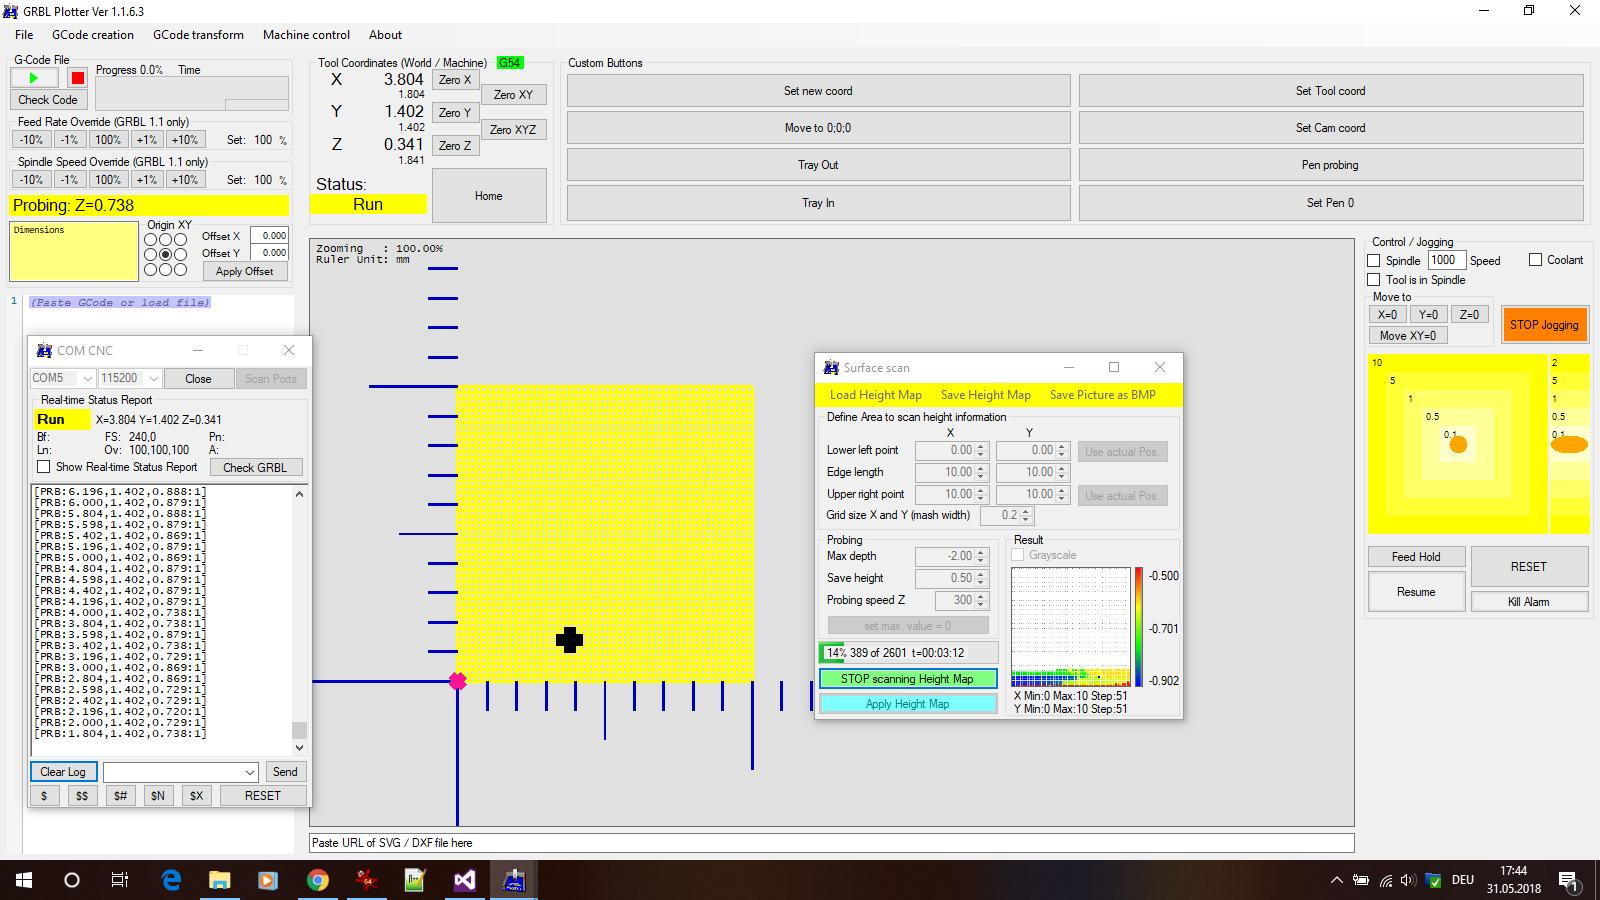 GRBL Plotter Ver 1.1.6.3
File GCode creation GCode transform Machine control About
G-Code File
Progress 0.0% Time
Check Code
Feed Rate Override (GRBL 1.1 only)
-10% -1% 100% +1% +10% Set: 100 %
Spindle Speed Override (GRBL 1.1 only)
-10% -1% 100% +1% +10% Set: 100 %
Probing: Z=0.738
Dimensions
Origin XY
Offset X 0.000
Offset Y 0.000
Apply Offset
1 (Paste GCode or load file)
Tool Coordinates (World / Machine) G54
X 3.804 Zero X
1.804
Zero XY
Y 1.402 Zero Y
1.402
Zero XYZ
Z 0.341 Zero Z
1.841
Status:
Run
Home
Custom Buttons
Set new coord Set Tool coord
Move to 0;0;0 Set Cam coord
Tray Out Pen probing
Tray In Set Pen 0
Zooming : 100.00%
Ruler Unit: mm
COM CNC
COM5 115200 Close Scan Ports
Real-time Status Report
Run X=3.804 Y=1.402 Z=0.341
Bf: FS: 240,0 Pn:
Ln: Ov: 100,100,100 A:
Show Real-time Status Report Check GRBL
[PRB:6.196,1.402,0.888:1]
[PRB:6.000,1.402,0.879:1]
[PRB:5.804,1.402,0.888:1]
[PRB:5.598,1.402,0.879:1]
[PRB:5.402,1.402,0.869:1]
[PRB:5.196,1.402,0.879:1]
[PRB:5.000,1.402,0.869:1]
[PRB:4.804,1.402,0.879:1]
[PRB:4.598,1.402,0.879:1]
[PRB:4.402,1.402,0.879:1]
[PRB:4.196,1.402,0.879:1]
[PRB:4.000,1.402,0.738:1]
[PRB:3.804,1.402,0.738:1]
[PRB:3.598,1.402,0.879:1]
[PRB:3.402,1.402,0.738:1]
[PRB:3.196,1.402,0.729:1]
[PRB:3.000,1.402,0.869:1]
[PRB:2.804,1.402,0.869:1]
[PRB:2.598,1.402,0.729:1]
[PRB:2.402,1.402,0.729:1]
[PRB:2.196,1.402,0.720:1]
[PRB:2.000,1.402,0.729:1]
[PRB:1.804,1.402,0.738:1]
Clear Log Send
$ $$ $# $N $X RESET
Surface scan
Load Height Map Save Height Map Save Picture as BMP
Define Area to scan height information
X Y
Lower left point 0.00 0.00 Use actual Pos.
Edge length 10.00 10.00
Upper right point 10.00 10.00 Use actual Pos.
Grid size X and Y (mash width) 0.2
Probing
Max depth -2.00
Save height 0.50
Probing speed Z 300
set max. value = 0
14% 389 of 2601 t=00:03:12
STOP scanning Height Map
Apply Height Map
Result
Grayscale
-0.500
-0.701
-0.902
X Min:0 Max:10 Step:51
Y Min:0 Max:10 Step:51
Control / Jogging
Spindle 1000 Speed Coolant
Tool is in Spindle
Move to
X=0 Y=0 Z=0
Move XY=0
STOP Jogging
10 2
5 5
1 1
0.5 0.5
0.1 0.1
Feed Hold RESET
Resume Kill Alarm
Paste URL of SVG / DXF file here
DEU
17:44
31.05.2018
1